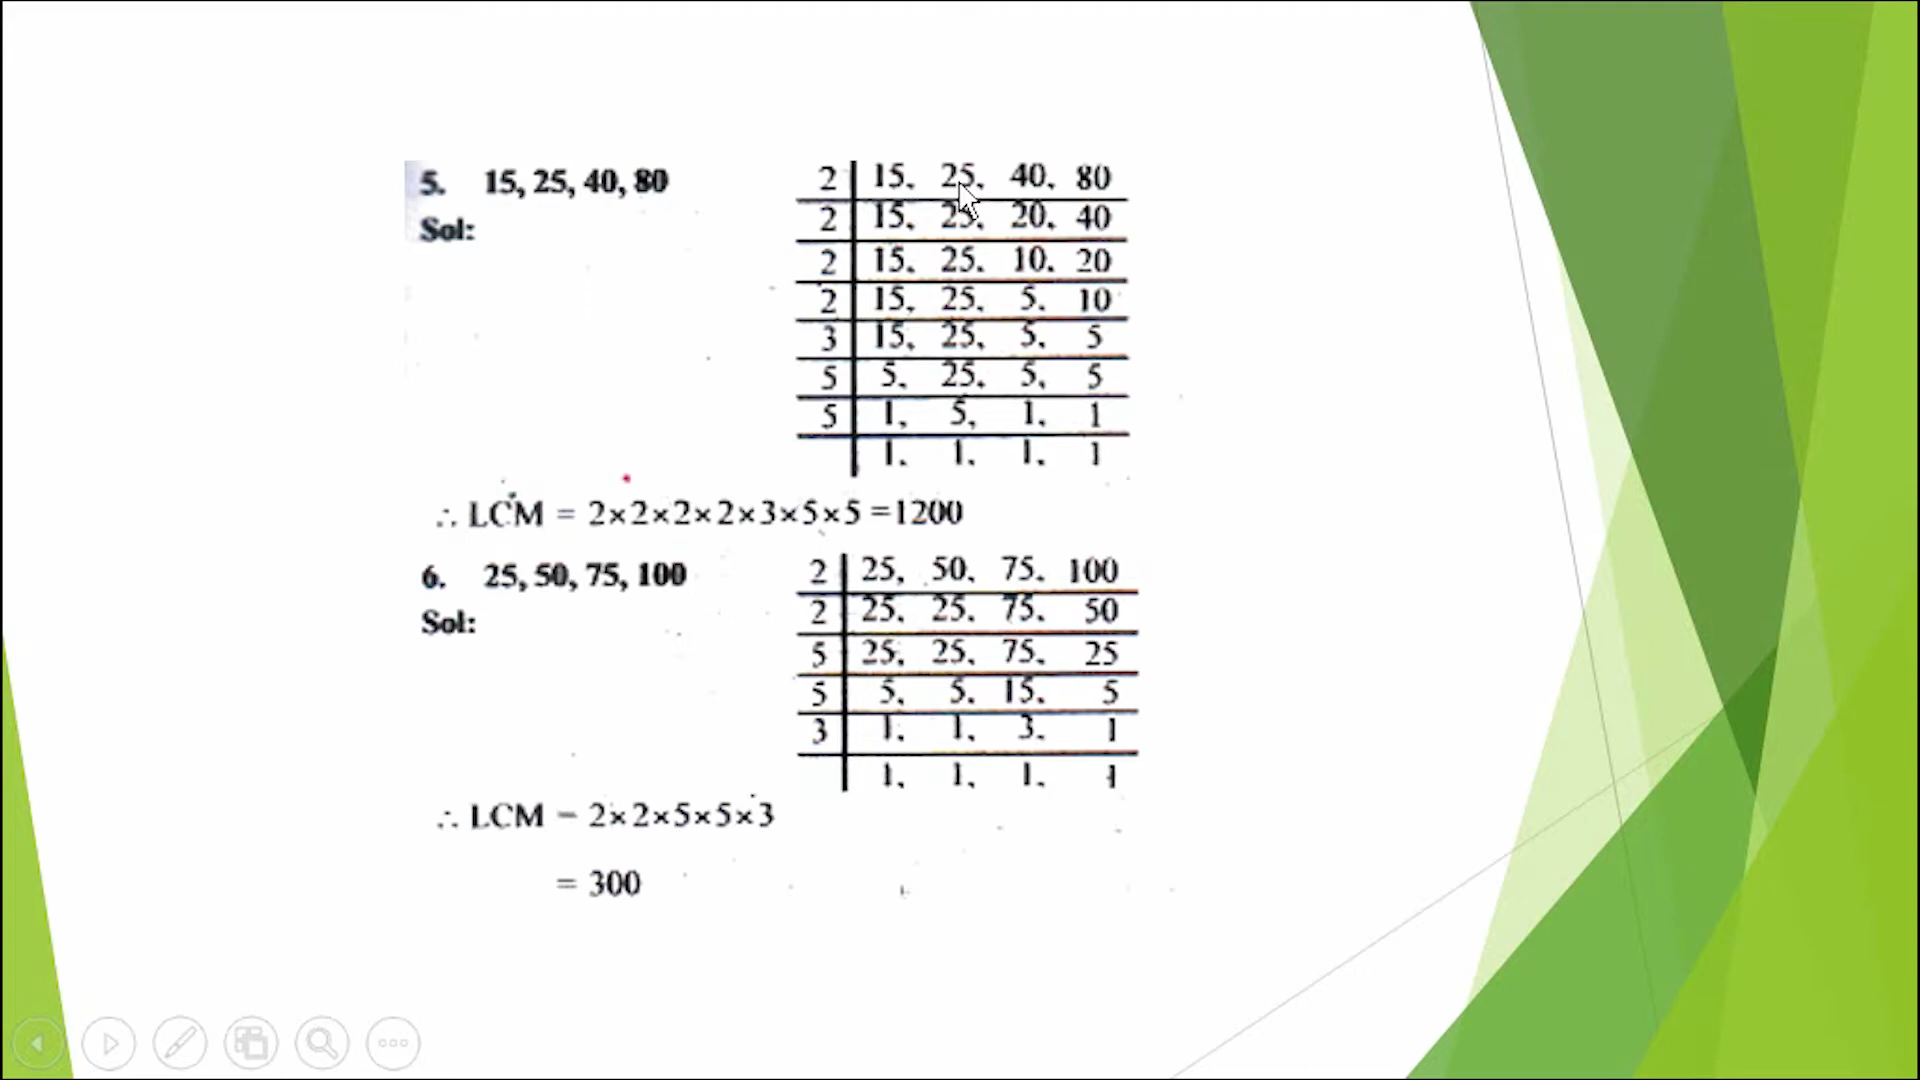 5. 15, 25, 40, 80
Sol:
2 15, 25, 40, 80
2 15, 25, 20, 40
2 15, 25, 10, 20
2 15, 25, 5, 10
3 15, 25, 5, 5
5 5, 25, 5, 5
5 1, 5, 1, 1
1, 1, 1, 1
∴ LCM = 2×2×2×2×3×5×5 =1200
6. 25, 50, 75, 100
Sol:
2 25, 50, 75, 100
2 25, 25, 75, 50
5 25, 25, 75, 25
5 5, 5, 15, 5
3 1, 1, 3, 1
1, 1, 1, 1
∴ LCM = 2×2×5×5×3
= 300